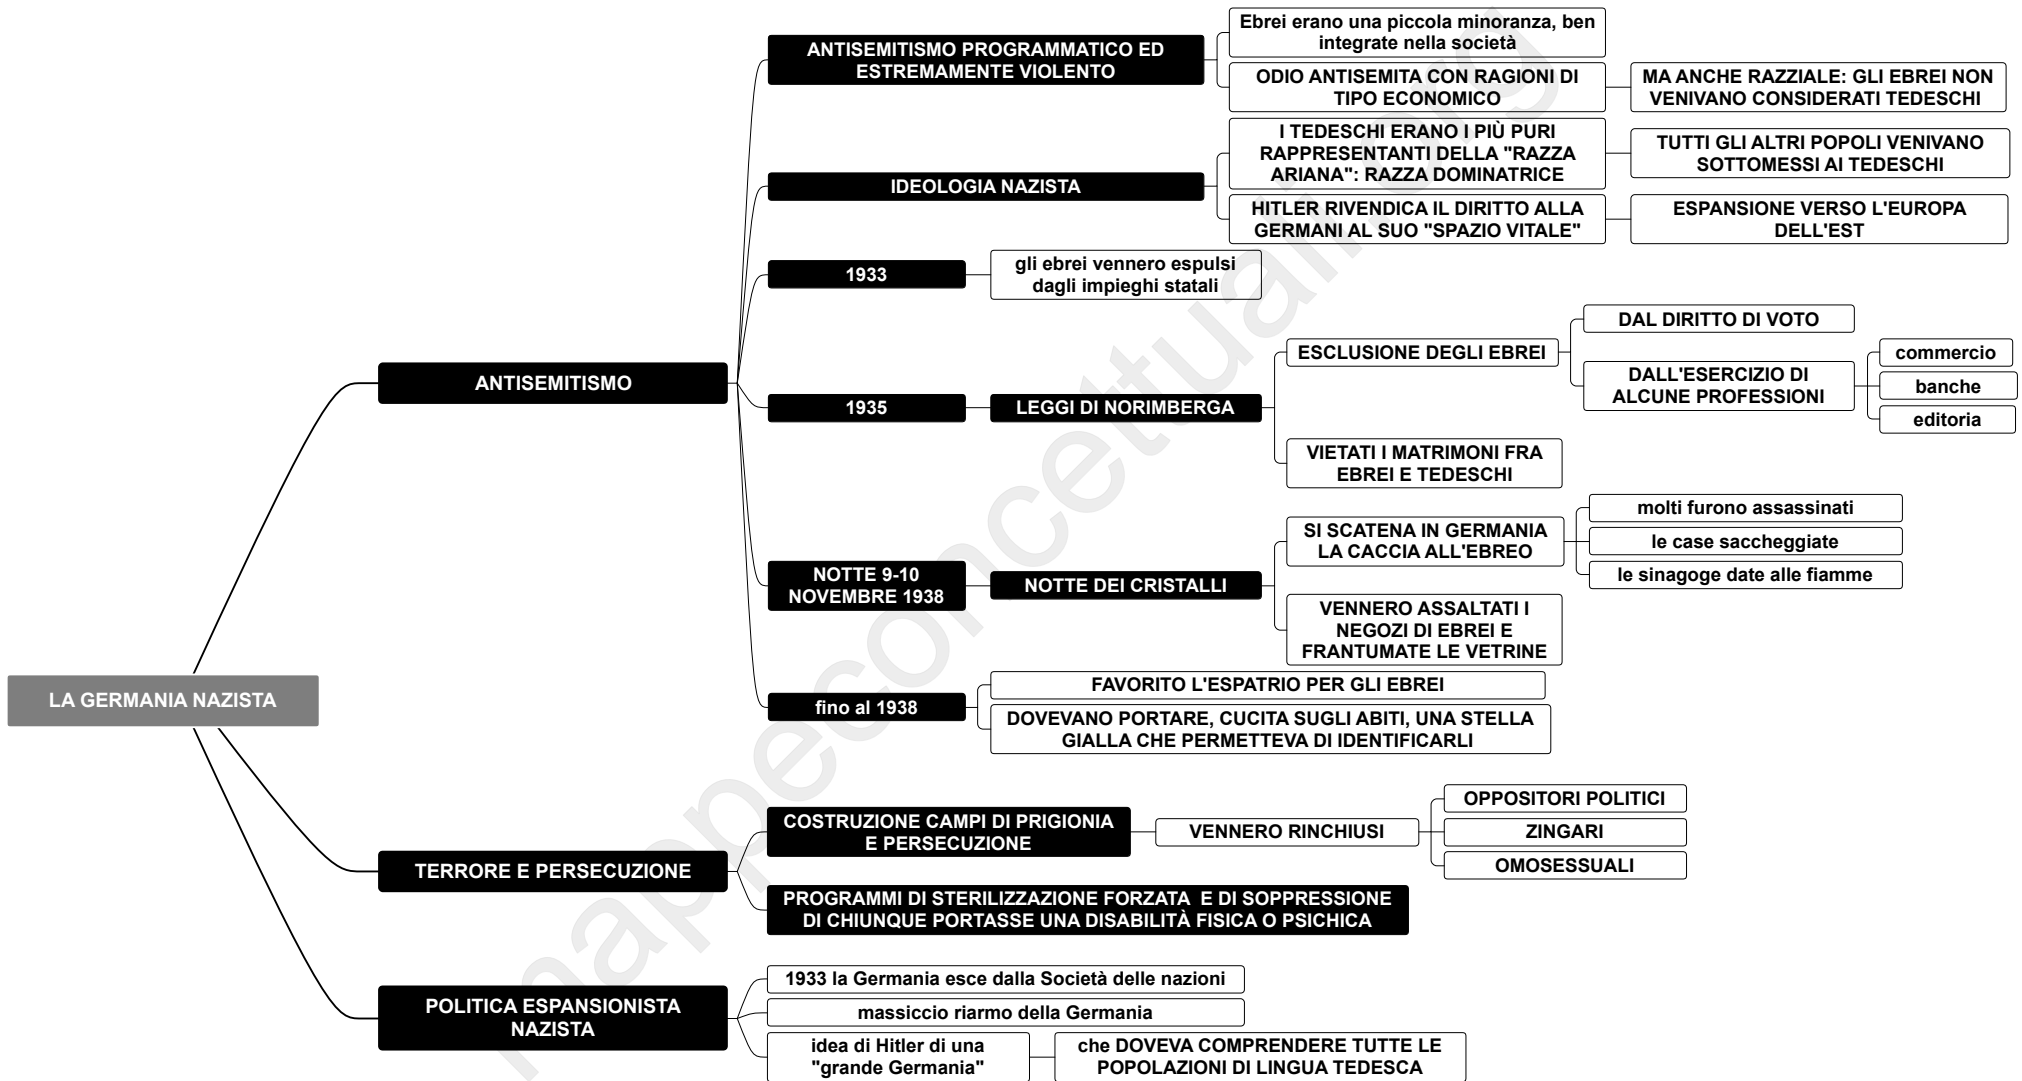 LA GERMANIA NAZISTA
ANTISEMITISMO
ANTISEMITISMO PROGRAMMATICO ED
ESTREMAMENTE VIOLENTO
Ebrei erano una piccola minoranza, ben
integrate nella società
ODIO ANTISEMITA CON RAGIONI DI
TIPO ECONOMICO
MA ANCHE RAZZIALE: GLI EBREI NON
VENIVANO CONSIDERATI TEDESCHI
IDEOLOGIA NAZISTA
I TEDESCHI ERANO I PIÙ PURI
RAPPRESENTANTI DELLA "RAZZA
ARIANA": RAZZA DOMINATRICE
TUTTI GLI ALTRI POPOLI VENIVANO
SOTTOMESSI AI TEDESCHI
HITLER RIVENDICA IL DIRITTO ALLA
GERMANI AL SUO "SPAZIO VITALE"
ESPANSIONE VERSO L'EUROPA
DELL'EST
1933
gli ebrei vennero espulsi
dagli impieghi statali
1935
LEGGI DI NORIMBERGA
ESCLUSIONE DEGLI EBREI
DAL DIRITTO DI VOTO
DALL'ESERCIZIO DI
ALCUNE PROFESSIONI
commercio
banche
editoria
VIETATI I MATRIMONI FRA
EBREI E TEDESCHI
NOTTE 9-10
NOVEMBRE 1938
NOTTE DEI CRISTALLI
SI SCATENA IN GERMANIA
LA CACCIA ALL'EBREO
molti furono assassinati
le case saccheggiate
le sinagoge date alle fiamme
VENNERO ASSALTATI I
NEGOZI DI EBREI E
FRANTUMATE LE VETRINE
fino al 1938
FAVORITO L'ESPATRIO PER GLI EBREI
DOVEVANO PORTARE, CUCITA SUGLI ABITI, UNA STELLA
GIALLA CHE PERMETTEVA DI IDENTIFICARLI
TERRORE E PERSECUZIONE
COSTRUZIONE CAMPI DI PRIGIONIA
E PERSECUZIONE
VENNERO RINCHIUSI
OPPOSITORI POLITICI
ZINGARI
OMOSESSUALI
PROGRAMMI DI STERILIZZAZIONE FORZATA  E DI SOPPRESSIONE
DI CHIUNQUE PORTASSE UNA DISABILITÀ FISICA O PSICHICA
POLITICA ESPANSIONISTA
NAZISTA
1933 la Germania esce dalla Società delle nazioni
massiccio riarmo della Germania
idea di Hitler di una
"grande Germania"
che DOVEVA COMPRENDERE TUTTE LE
POPOLAZIONI DI LINGUA TEDESCA
mappeconcettuali.org